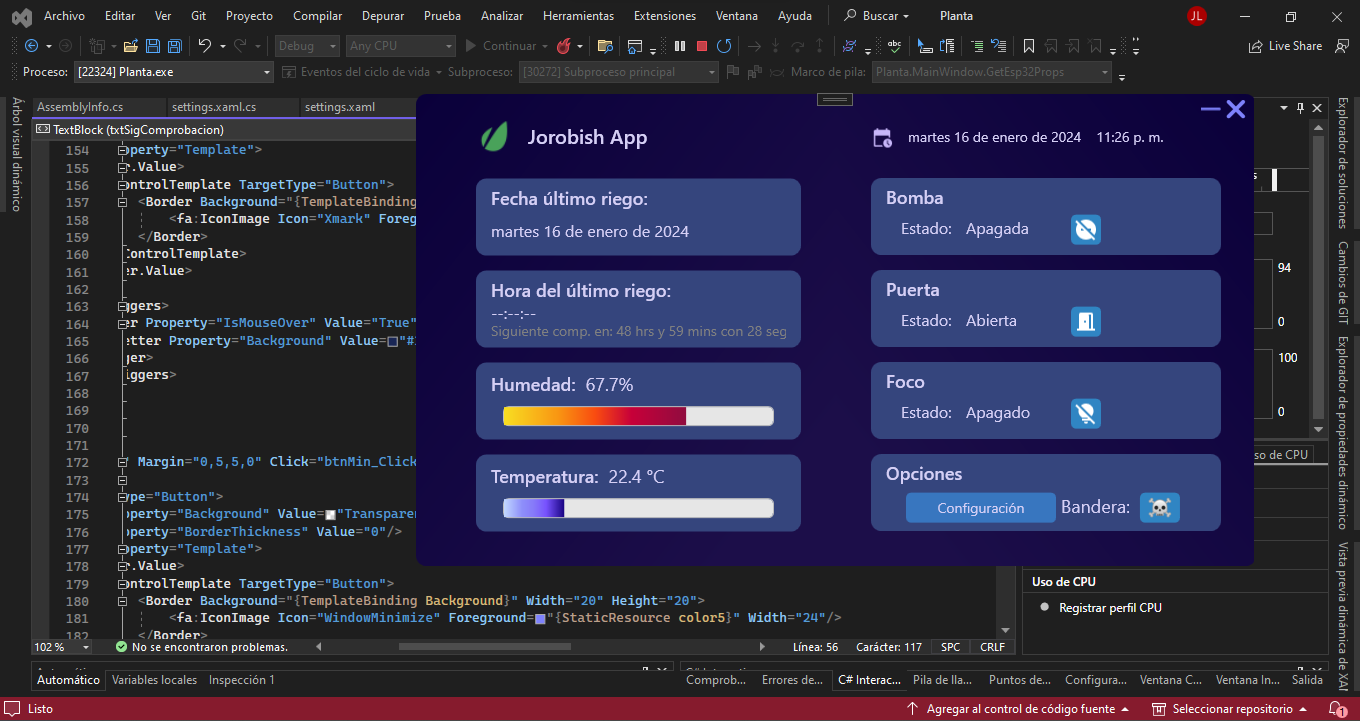 Archivo Editar Ver Git Proyecto Compilar Depurar Prueba Analizar Herramientas Extensiones Ventana Ayuda Buscar Planta JL
Debug Any CPU Continuar abc Live Share
Proceso: [22324] Planta.exe Eventos del ciclo de vida Subproceso: [30272] Subproceso principal Marco de pila: Planta.MainWindow.GetEsp32Props
AssemblyInfo.cs settings.xaml.cs settings.xaml
TextBlock (txtSigComprobacion)
Árbol visual dinámico
154 operty="Template">
155 r.Value>
156 ontrolTemplate TargetType="Button">
157 <Border Background="{TemplateBinding
158 <fa:IconImage Icon="Xmark" Foreg
159 </Border>
160 ControlTemplate>
161 er.Value>
162
163 ggers>
164 er Property="IsMouseOver" Value="True"
165 etter Property="Background" Value= "#
166 ger>
167 iggers>
168
169
170
171
172 Margin="0,5,5,0" Click="btnMin_Click
173
174 ype="Button">
175 operty="Background" Value= "Transpare
176 operty="BorderThickness" Value="0"/>
177 operty="Template">
178 r.Value>
179 ontrolTemplate TargetType="Button">
180 <Border Background="{TemplateBinding Background}" Width="20" Height="20">
181 <fa:IconImage Icon="WindowMinimize" Foreground= "{StaticResource color5}" Width="24"/>
182 </Border>
Jorobish App
martes 16 de enero de 2024 11:26 p. m.
Fecha último riego:
martes 16 de enero de 2024
Hora del último riego:
--:--:--
Siguiente comp. en: 48 hrs y 59 mins con 28 seg
Humedad: 67.7%
Temperatura: 22.4 °C
Bomba
Estado: Apagada
Puerta
Estado: Abierta
Foco
Estado: Apagado
Opciones
Configuración Bandera:
94
0
100
0
so de CPU
Uso de CPU
Registrar perfil CPU
Explorador de soluciones
Cambios de GIT
Explorador de propiedades dinámico
Vista previa dinámica de XAI
102 % No se encontraron problemas. Línea: 56 Carácter: 117 SPC CRLF
Automático Variables locales Inspección 1
Comprob... Errores de... C# Interac... Pila de lla... Puntos de... Configura... Ventana C... Ventana In... Salida
Listo Agregar al control de código fuente Seleccionar repositorio 1